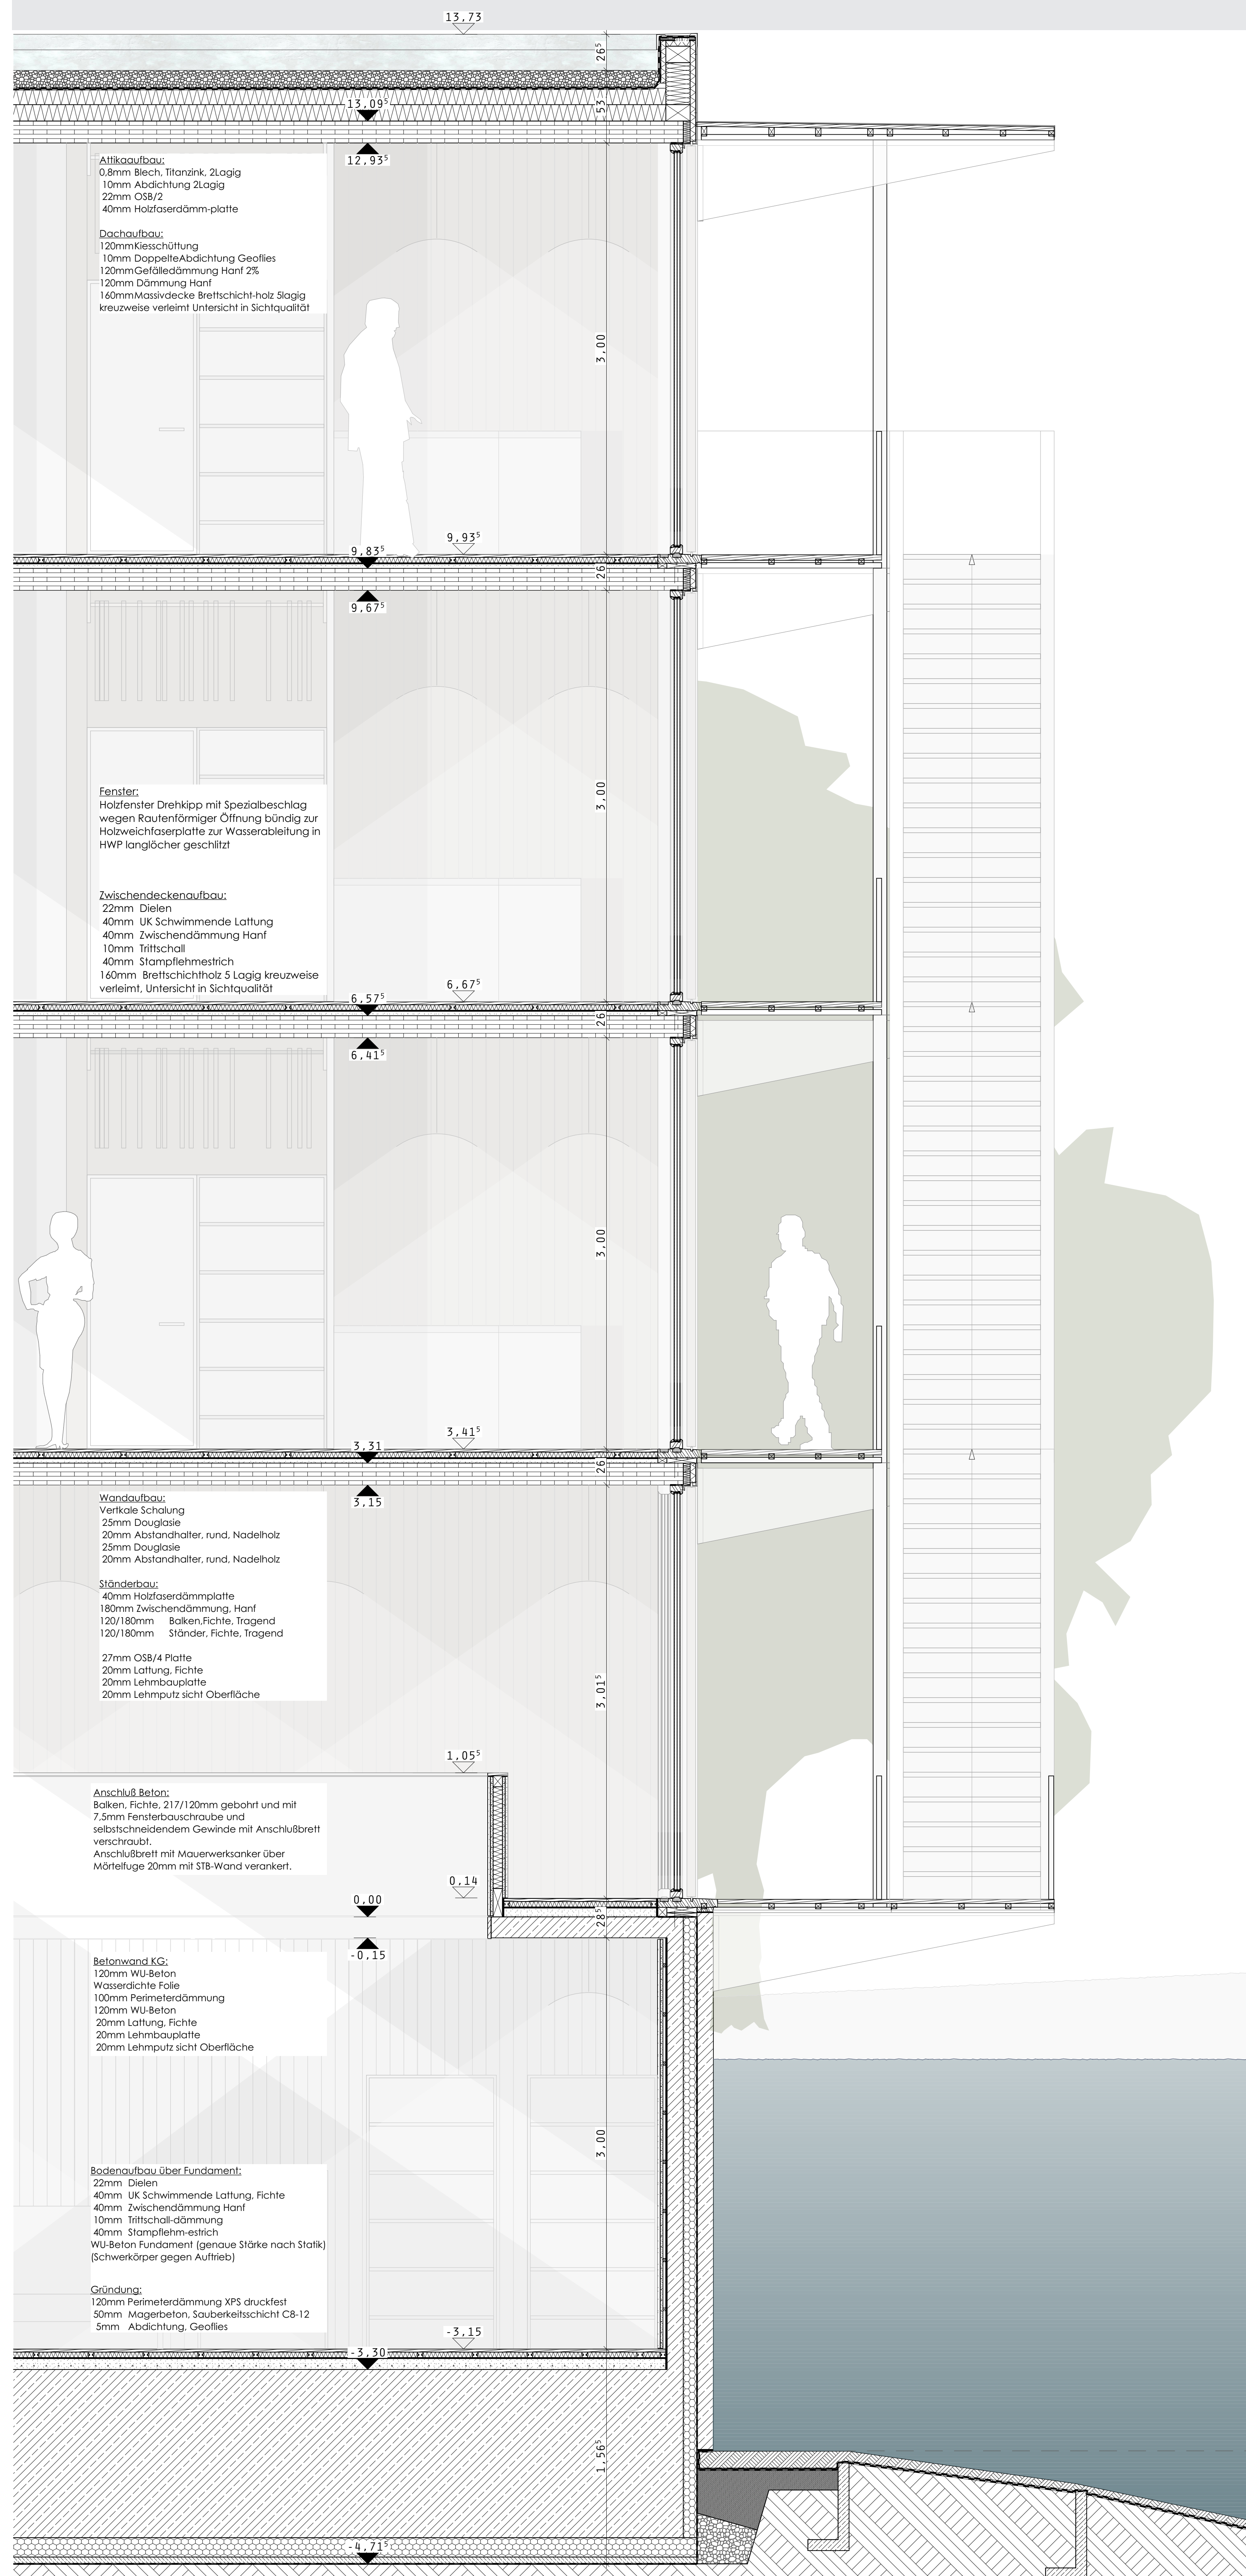 13,73
26⁵
13,09⁵
53
12,93⁵
Attikaaufbau:
0,8mm Blech, Titanzink, 2Lagig
10mm Abdichtung 2Lagig
22mm OSB/2
40mm Holzfaserdämm-platte
Dachaufbau:
120mmKiesschüttung
10mm DoppelteAbdichtung Geoflies
120mmGefälledämmung Hanf 2%
120mm Dämmung Hanf
160mmMassivdecke Brettschicht-holz 5lagig
kreuzweise verleimt Untersicht in Sichtqualität
3,00
9,93⁵
9,83⁵
26
9,67⁵
Fenster:
Holzfenster Drehkipp mit Spezialbeschlag
wegen Rautenförmiger Öffnung bündig zur
Holzweichfaserplatte zur Wasserableitung in
HWP langlöcher geschlitzt
3,00
Zwischendeckenaufbau:
22mm Dielen
40mm UK Schwimmende Lattung
40mm Zwischendämmung Hanf
10mm Trittschall
40mm Stampflehmestrich
160mm Brettschichtholz 5 Lagig kreuzweise
verleimt, Untersicht in Sichtqualität
6,67⁵
6,57⁵
26
6,41⁵
3,00
3,41⁵
3,31
26
3,15
Wandaufbau:
Vertkale Schalung
25mm Douglasie
20mm Abstandhalter, rund, Nadelholz
25mm Douglasie
20mm Abstandhalter, rund, Nadelholz
Ständerbau:
40mm Holzfaserdämmplatte
180mm Zwischendämmung, Hanf
120/180mm Balken,Fichte, Tragend
120/180mm Ständer, Fichte, Tragend
27mm OSB/4 Platte
20mm Lattung, Fichte
20mm Lehmbauplatte
20mm Lehmputz sicht Oberfläche
3,01⁵
1,05⁵
Anschluß Beton:
Balken, Fichte, 217/120mm gebohrt und mit
7,5mm Fensterbauschraube und
selbstschneidendem Gewinde mit Anschlußbrett
verschraubt.
Anschlußbrett mit Mauerwerksanker über
Mörtelfuge 20mm mit STB-Wand verankert.
0,14
0,00
28⁵
-0,15
Betonwand KG:
120mm WU-Beton
Wasserdichte Folie
100mm Perimeterdämmung
120mm WU-Beton
20mm Lattung, Fichte
20mm Lehmbauplatte
20mm Lehmputz sicht Oberfläche
3,00
Bodenaufbau über Fundament:
22mm Dielen
40mm UK Schwimmende Lattung, Fichte
40mm Zwischendämmung Hanf
10mm Trittschall-dämmung
40mm Stampflehm-estrich
WU-Beton Fundament (genaue Stärke nach Statik)
(Schwerkörper gegen Auftrieb)
Gründung:
120mm Perimeterdämmung XPS druckfest
50mm Magerbeton, Sauberkeitsschicht C8-12
5mm Abdichtung, Geoflies
-3,15
-3,30
1,56⁵
-4,71⁵